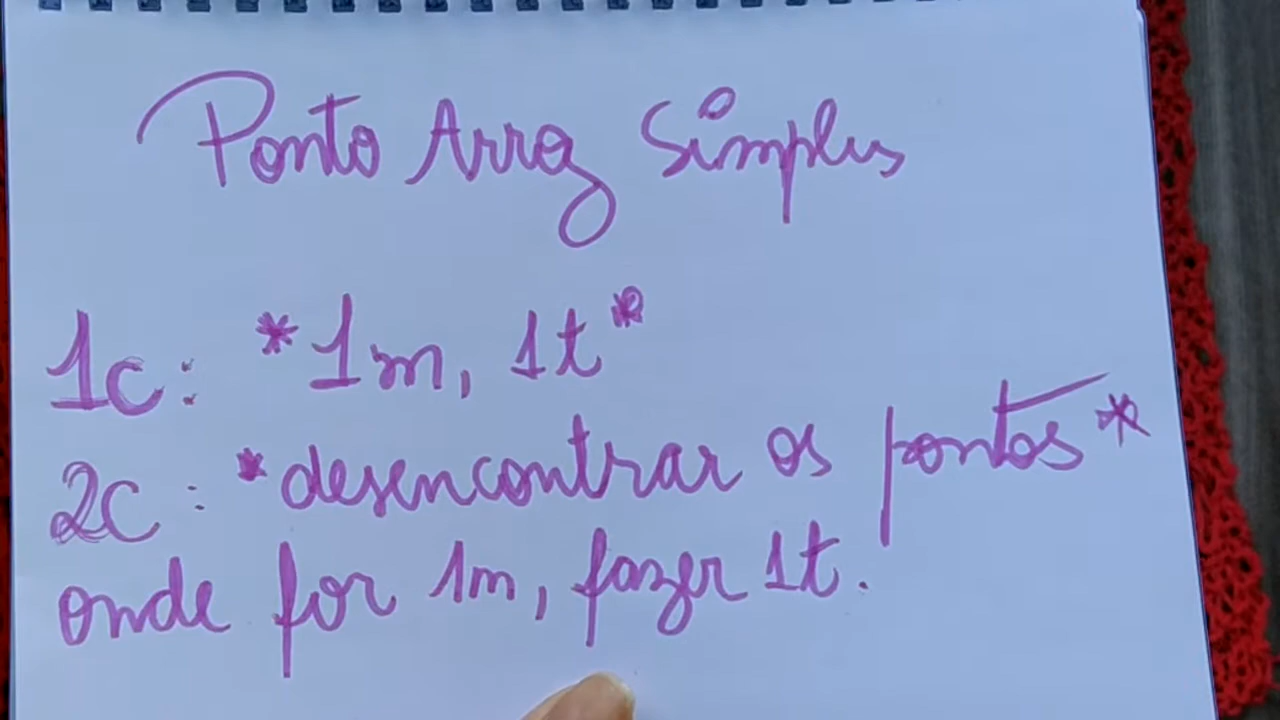 Ponto Arroz Simples
1c: *1m, 1t*
2c: *desencontrar os pontos*
onde for 1m, fazer 1t.